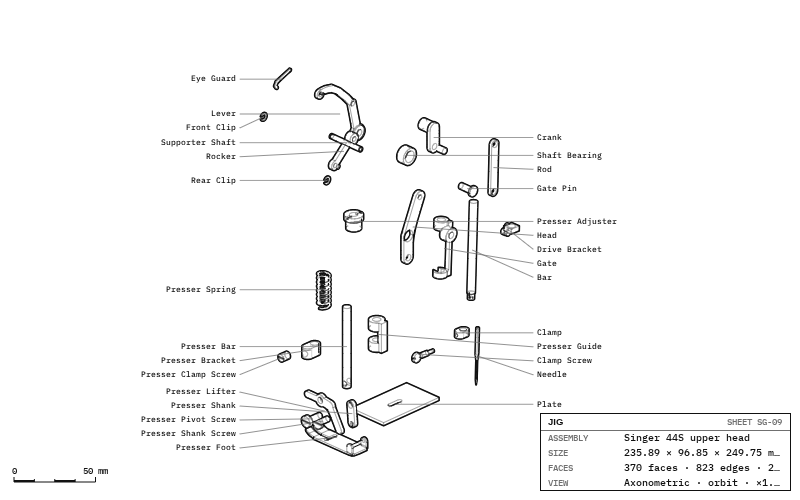 Eye Guard
Lever
Front Clip
Supporter Shaft
Rocker
Rear Clip
Presser Spring
Presser Bar
Presser Bracket
Presser Clamp Screw
Presser Lifter
Presser Shank
Presser Pivot Screw
Presser Shank Screw
Presser Foot
Crank
Shaft Bearing
Rod
Gate Pin
Presser Adjuster
Head
Drive Bracket
Gate
Bar
Clamp
Presser Guide
Clamp Screw
Needle
Plate
0 50 mm
JIG SHEET SG-09
ASSEMBLY Singer 44S upper head
SIZE 235.89 × 96.85 × 249.75 m…
FACES 370 faces · 823 edges · 2…
VIEW Axonometric · orbit · ×1.…